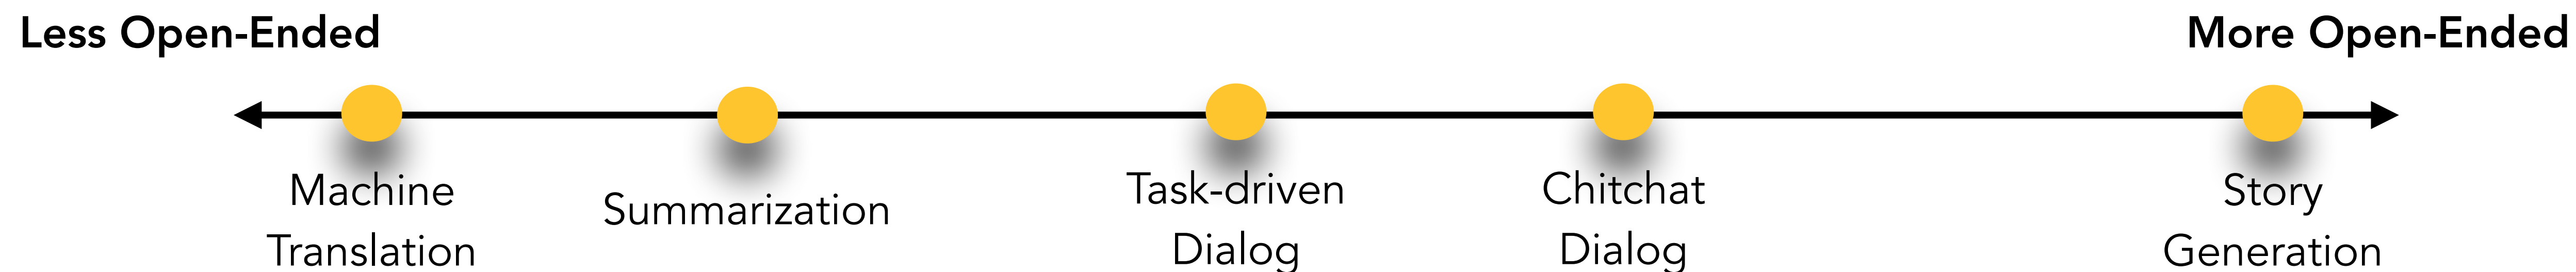 Less Open-Ended
More Open-Ended
Machine
Translation
Summarization
Task-driven
Dialog
Chitchat
Dialog
Story
Generation